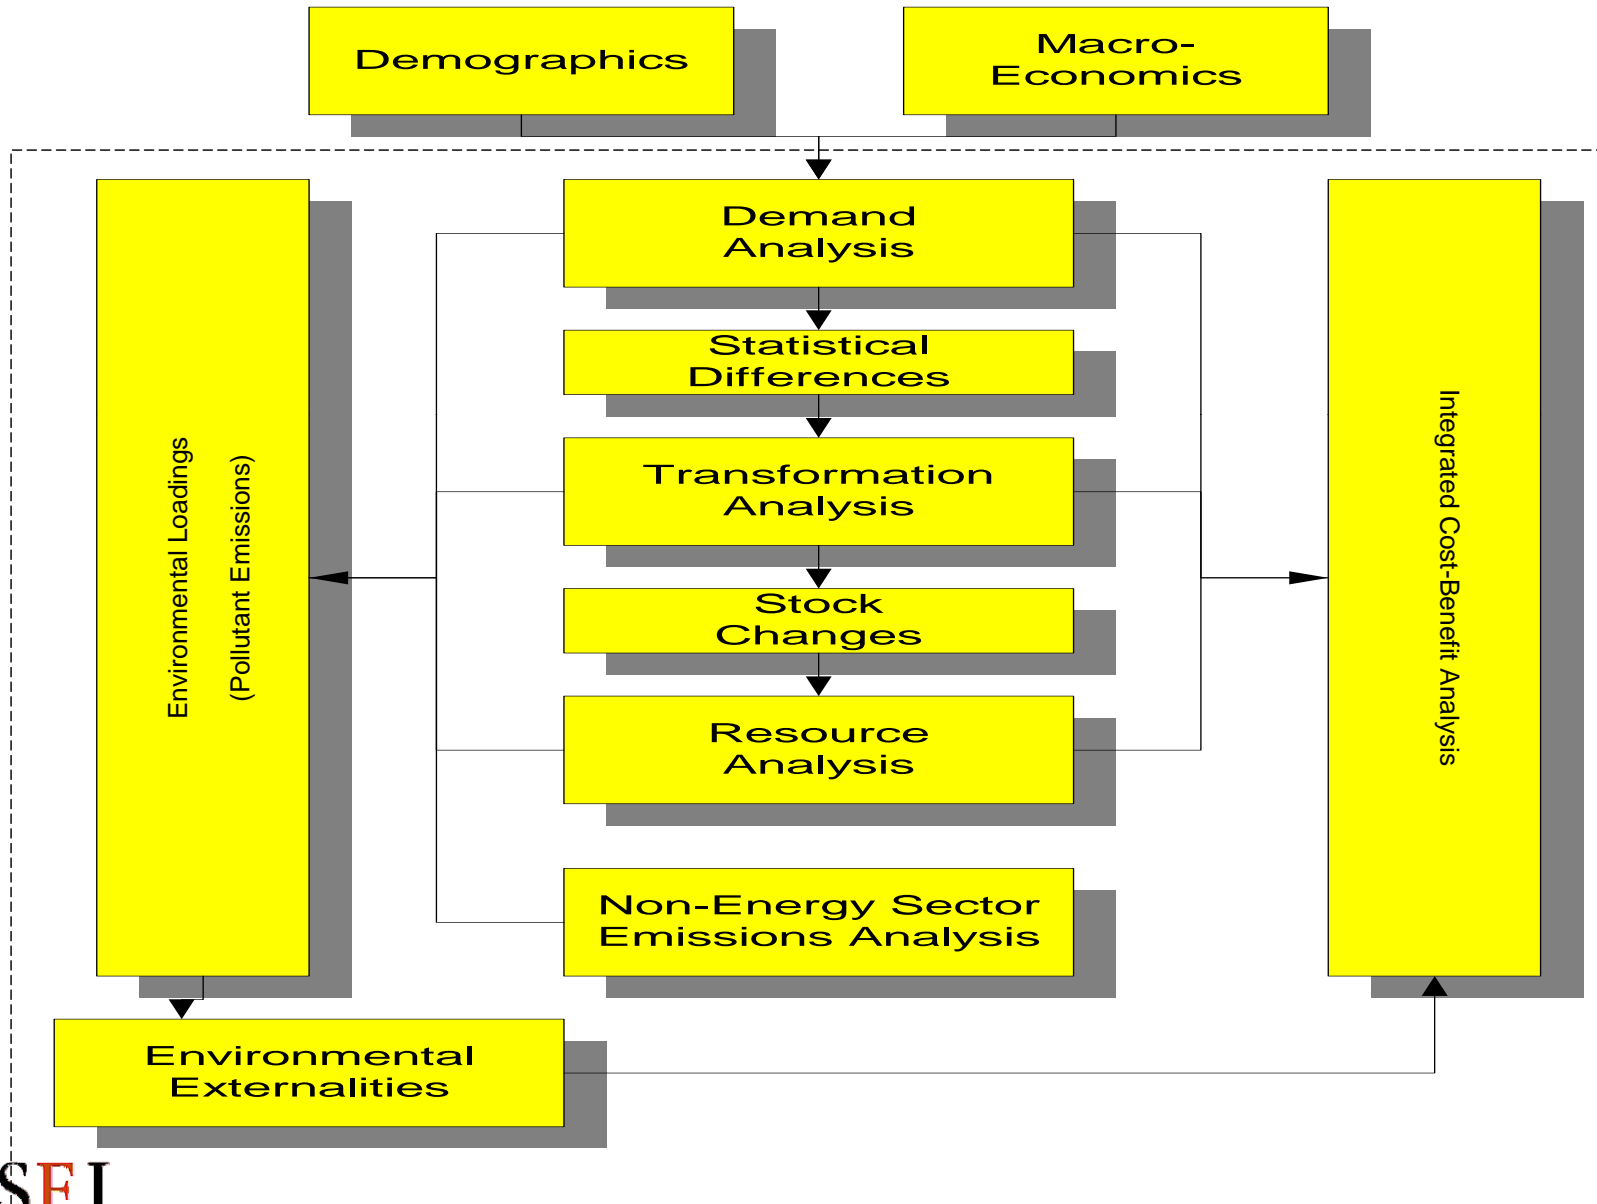 Demographics
Macro-
Economics
Demand
Analysis
Statistical
Differences
Transformation
Analysis
Stock
Changes
Resource
Analysis
Non-Energy Sector
Emissions Analysis
Environmental Loadings
(Pollutant Emissions)
Integrated Cost-Benefit Analysis
Environmental
Externalities
SEI